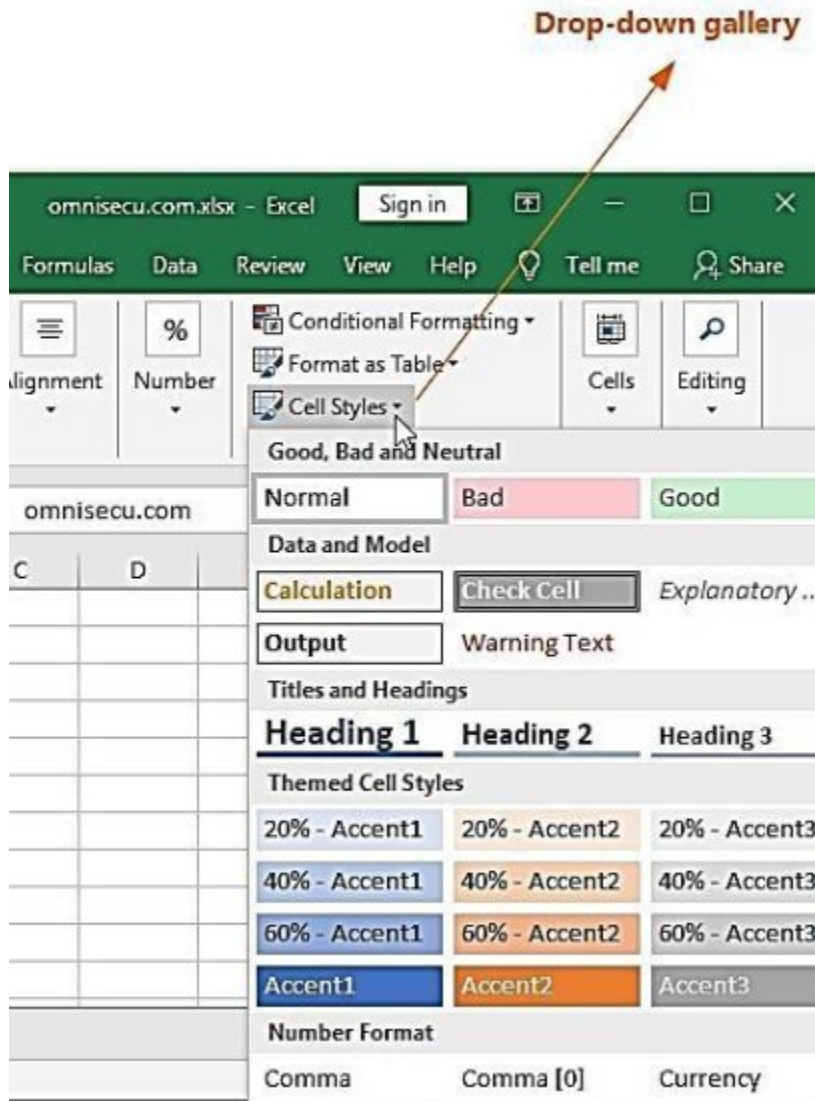 Drop-down gallery
omnisecu.com.xlsx - Excel Sign in
Formulas Data Review View Help Tell me Share
Conditional Formatting
Format as Table
Cell Styles
lignment Number Cells Editing
%
Good, Bad and Neutral
omnisecu.com
Normal Bad Good
Data and Model
C D
Calculation Check Cell Explanatory ...
Output Warning Text
Titles and Headings
Heading 1 Heading 2 Heading 3
Themed Cell Styles
20% - Accent1 20% - Accent2 20% - Accent3
40% - Accent1 40% - Accent2 40% - Accent3
60% - Accent1 60% - Accent2 60% - Accent3
Accent1 Accent2 Accent3
Number Format
Comma Comma [0] Currency